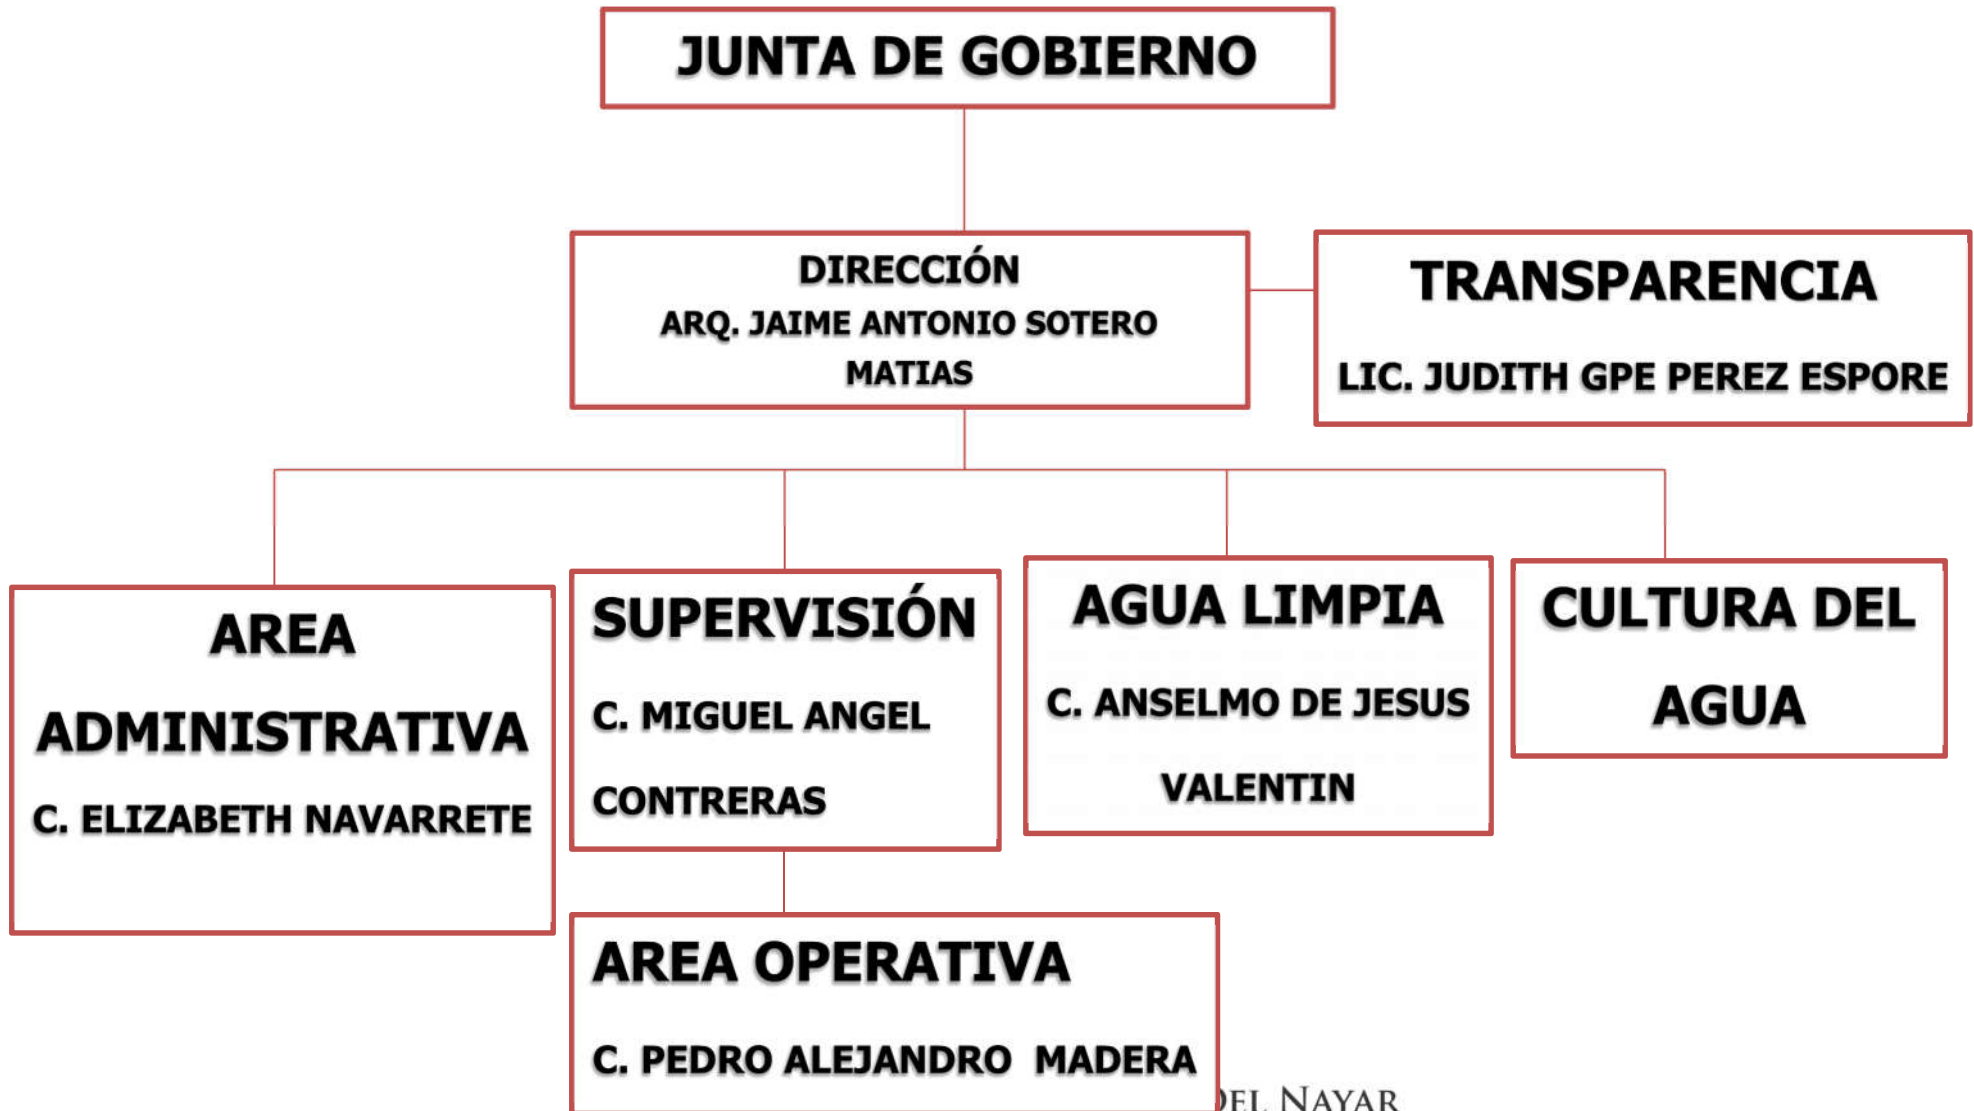 JUNTA DE GOBIERNO
DIRECCIÓN
ARQ. JAIME ANTONIO SOTERO
MATIAS
TRANSPARENCIA
LIC. JUDITH GPE PEREZ ESPORE
AREA
ADMINISTRATIVA
C. ELIZABETH NAVARRETE
SUPERVISIÓN
C. MIGUEL ANGEL
CONTRERAS
AGUA LIMPIA
C. ANSELMO DE JESUS
VALENTIN
CULTURA DEL
AGUA
AREA OPERATIVA
C. PEDRO ALEJANDRO MADERA
DEL NAYAR